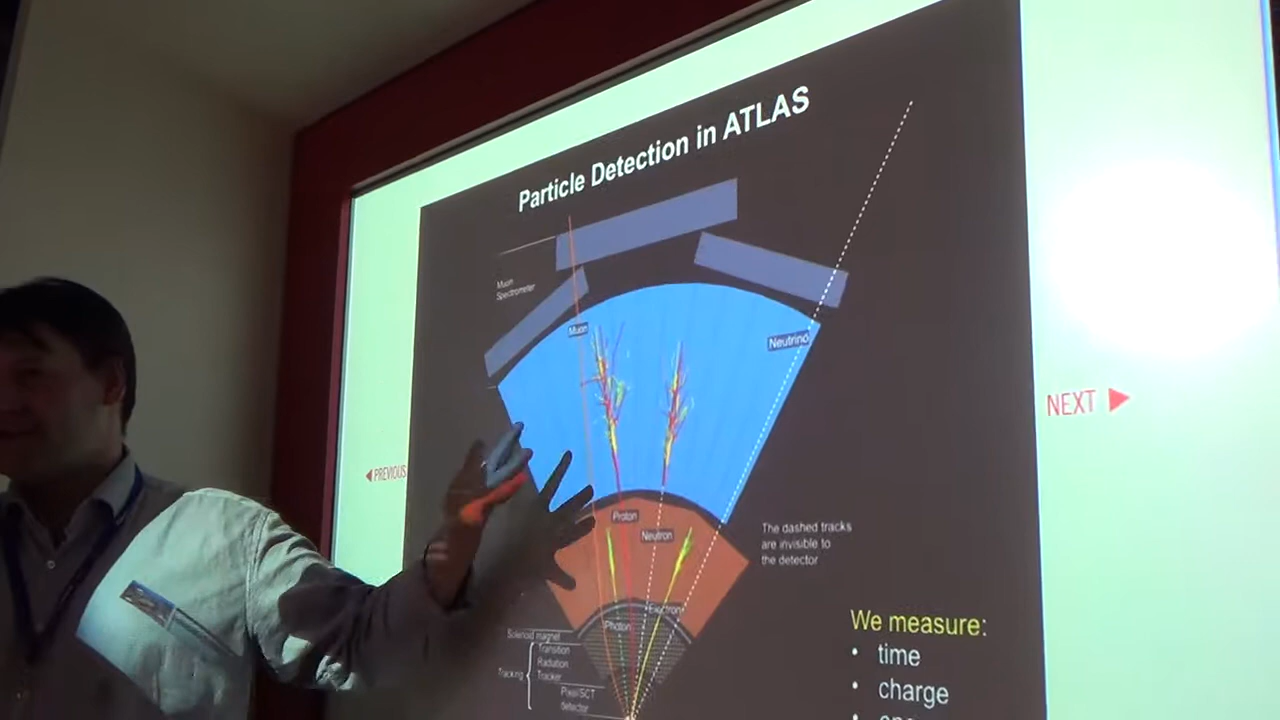 Particle Detection in ATLAS
Muon
Spectrometer
Muon
Neutrino
NEXT
PREVIOUS
Proton
Neutron
The dashed tracks
are invisible to
the detector
Electron
Photon
Solenoid magnet
Tracking
Transition
Radiation
Tracker
Pixel/SCT
detector
We measure:
• time
• charge